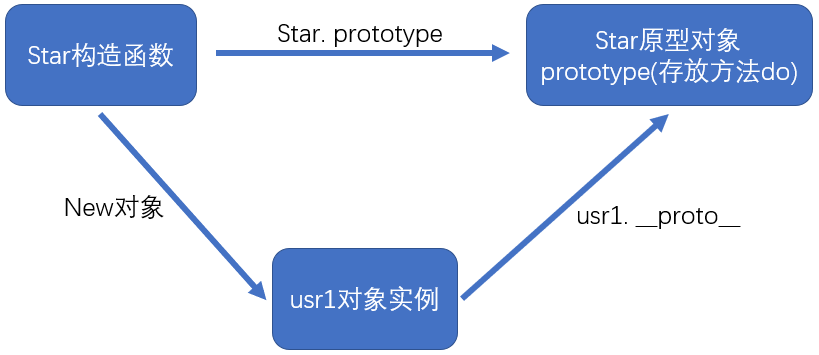 Star构造函数
Star. prototype
Star原型对象
prototype(存放方法do)
New对象
usr1. __proto__
usr1对象实例